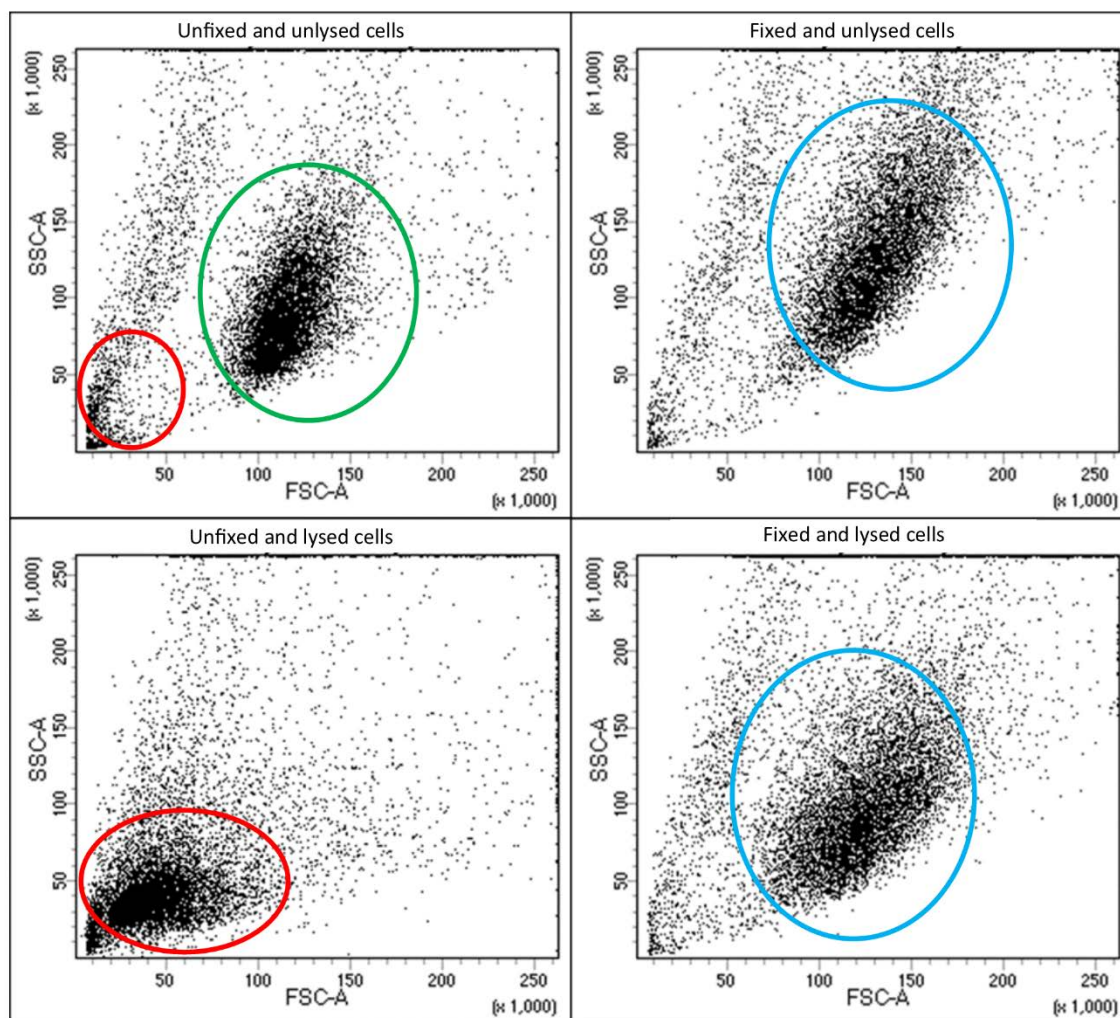 Unfixed and unlysed cells
(x 1,000)
250
200
150
100
50
SSC-A
50
100
150
200
250
FSC-A
(x 1,000)
Fixed and unlysed cells
(x 1,000)
250
200
150
100
50
SSC-A
50
100
150
200
250
FSC-A
(x 1,000)
Unfixed and lysed cells
(x 1,000)
250
200
150
100
50
SSC-A
50
100
150
200
250
FSC-A
(x 1,000)
Fixed and lysed cells
(x 1,000)
250
200
150
100
50
SSC-A
50
100
150
200
250
FSC-A
(x 1,000)